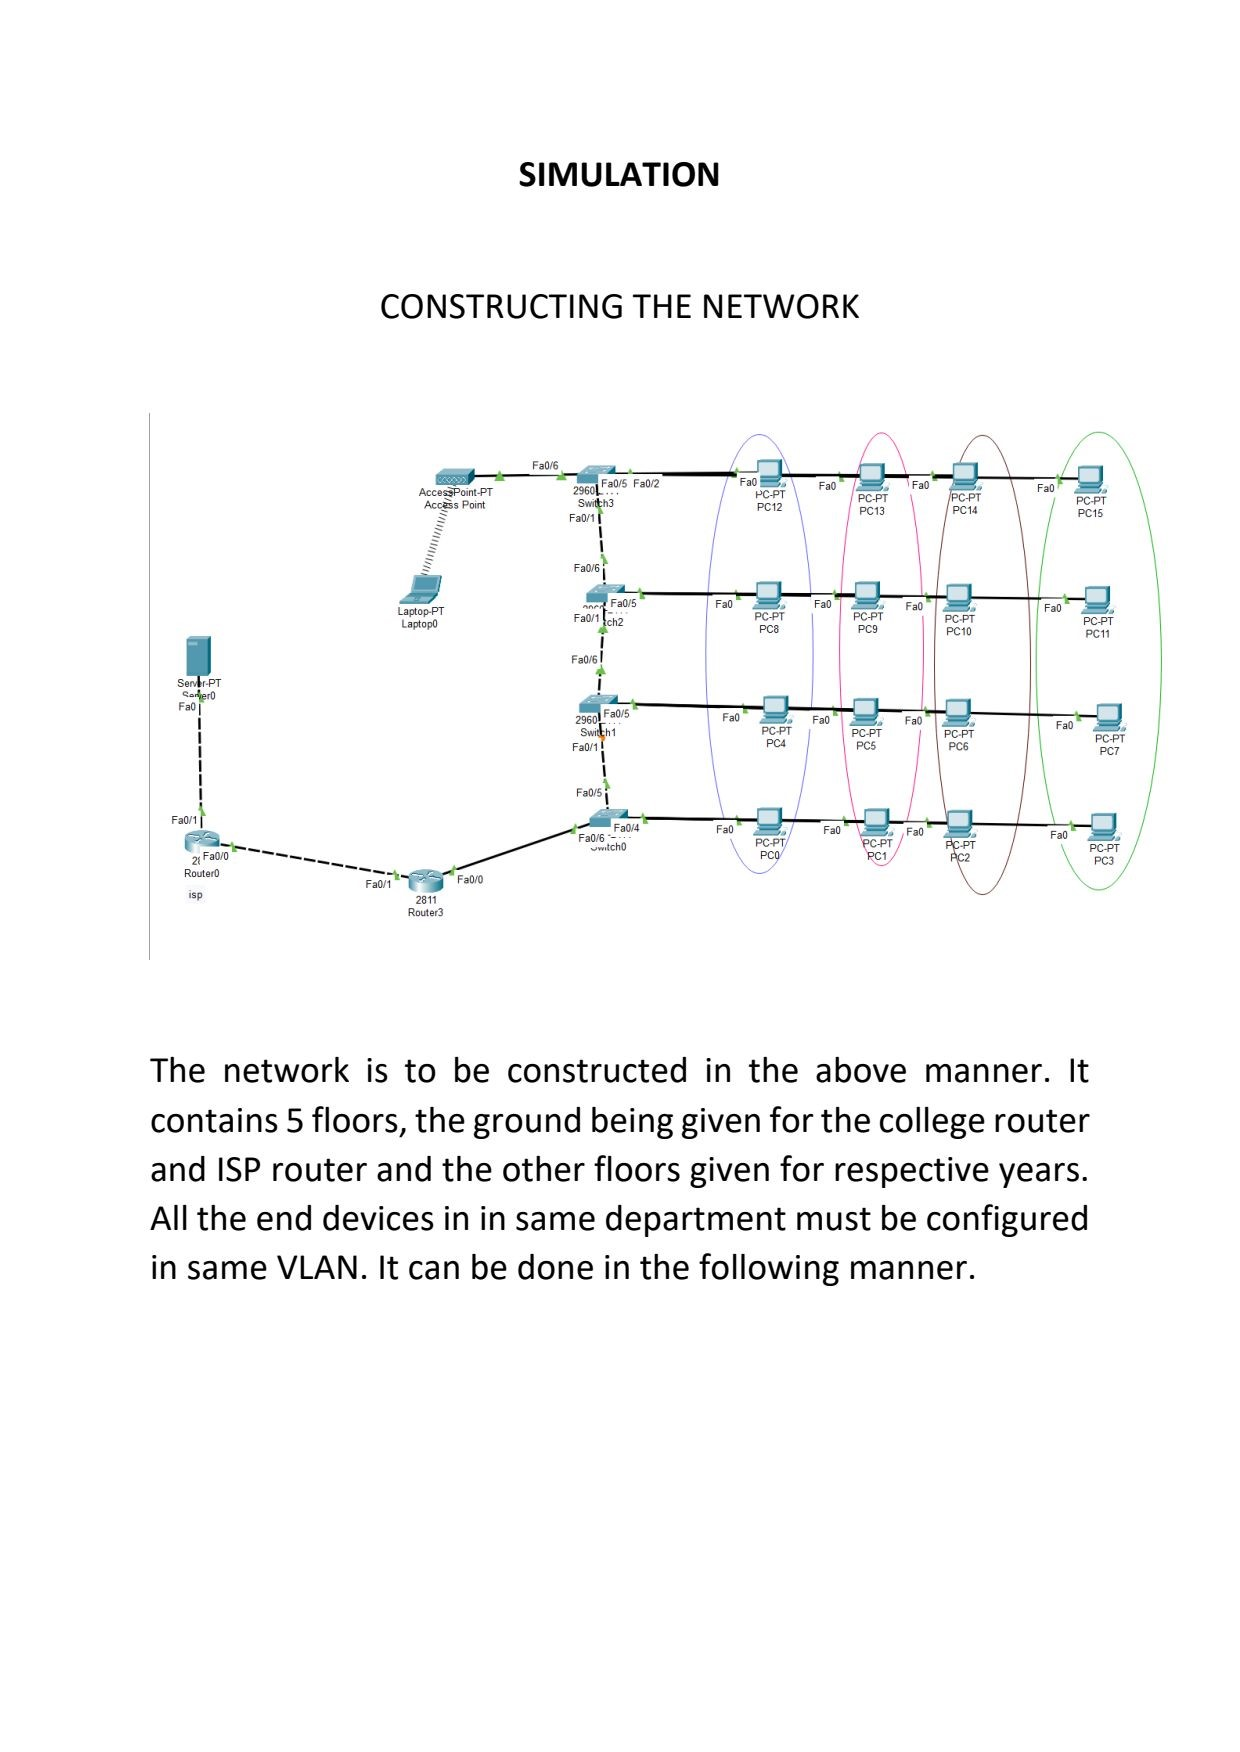 SIMULATION
CONSTRUCTING THE NETWORK
Fa0/6
Fa0/5 Fa0/2
AccessPoint-PT
Access Point
2960
Switch3
Fa0/1
Fa0
PC-PT
PC12
Fa0
PC-PT
PC13
Fa0
PC-PT
PC14
Fa0
PC-PT
PC15
Fa0/6
Laptop-PT
Laptop0
Fa0/5
Fa0/1
Fa0
PC-PT
PC8
Fa0
PC-PT
PC9
Fa0
PC-PT
PC10
Fa0
PC-PT
PC11
Fa0/6
Server-PT
Server0
Fa0
Fa0/5
2960
Switch1
Fa0/1
Fa0
PC-PT
PC4
Fa0
PC-PT
PC5
Fa0
PC-PT
PC6
Fa0
PC-PT
PC7
Fa0/5
Fa0/1
Fa0/4
Fa0/6
Switch0
Fa0
PC-PT
PC0
Fa0
PC-PT
PC1
Fa0
PC-PT
PC2
Fa0
PC-PT
PC3
Fa0/0
Router0
isp
Fa0/1
Fa0/0
2811
Router3
The network is to be constructed in the above manner. It
contains 5 floors, the ground being given for the college router
and ISP router and the other floors given for respective years.
All the end devices in in same department must be configured
in same VLAN. It can be done in the following manner.